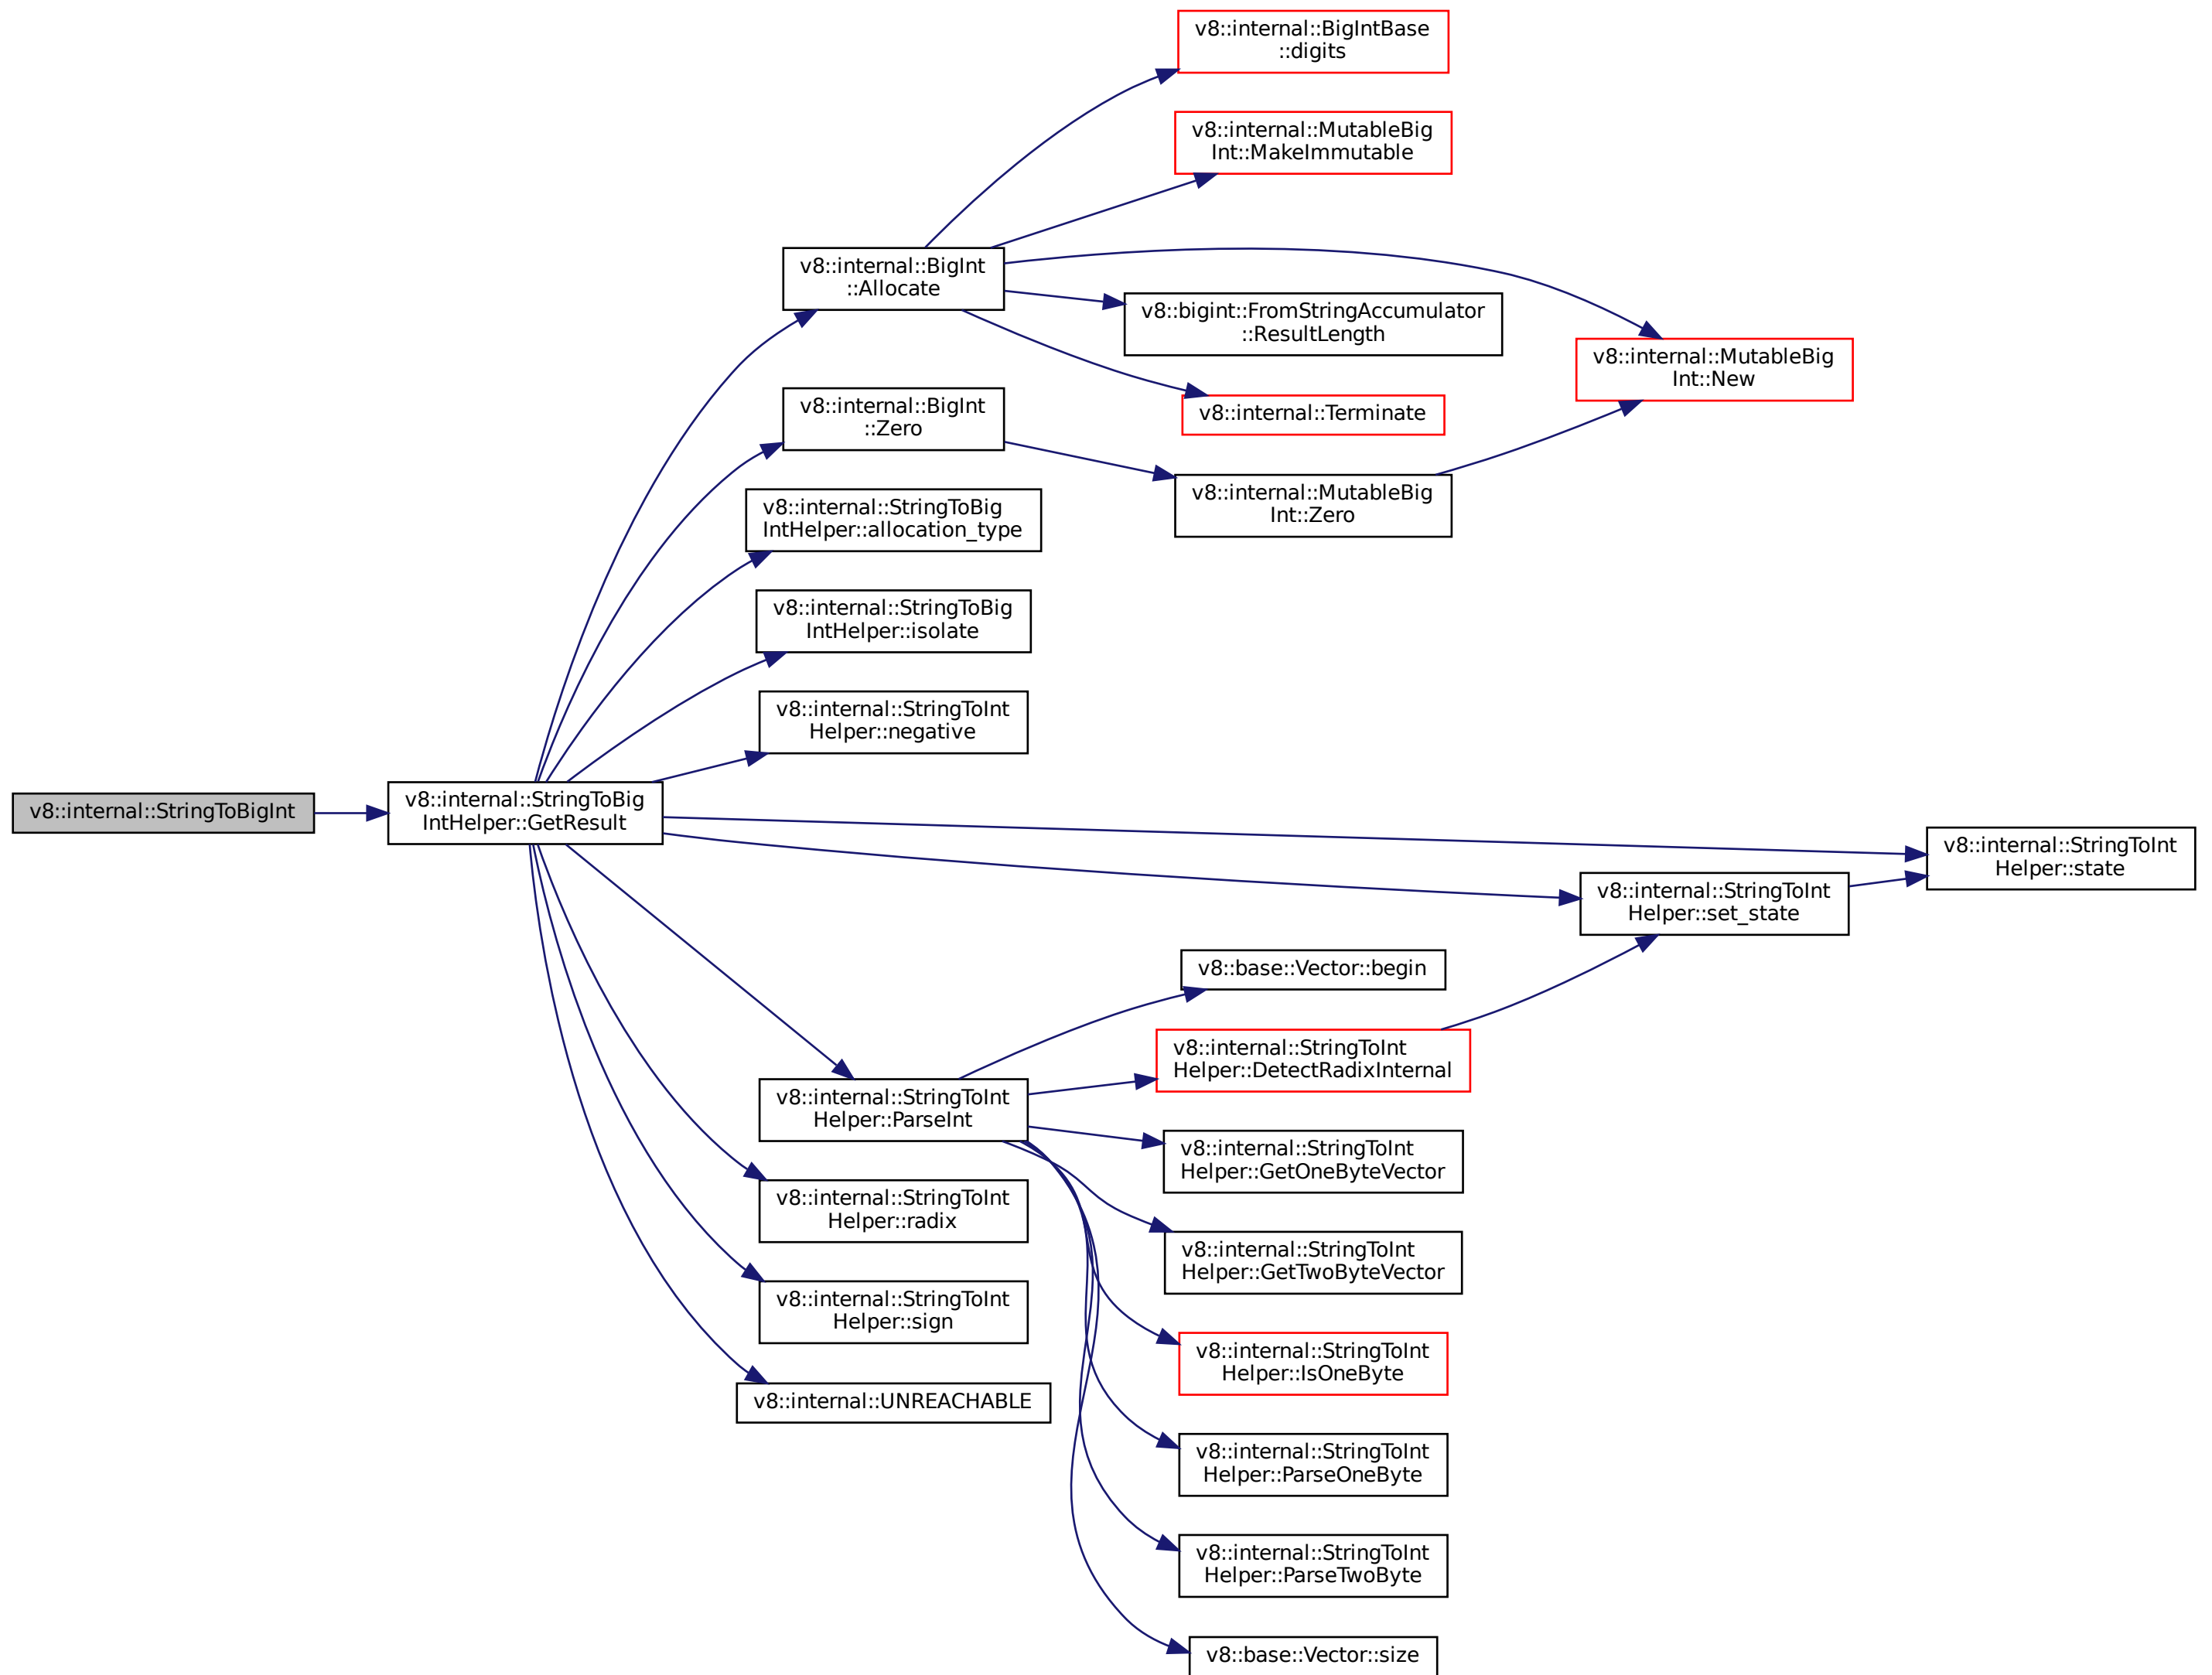 v8::internal::BigIntBase
::digits
v8::internal::MutableBig
Int::MakeImmutable
v8::internal::BigInt
::Allocate
v8::bigint::FromStringAccumulator
::ResultLength
v8::internal::MutableBig
Int::New
v8::internal::Terminate
v8::internal::BigInt
::Zero
v8::internal::MutableBig
Int::Zero
v8::internal::StringToBig
IntHelper::allocation_type
v8::internal::StringToBig
IntHelper::isolate
v8::internal::StringToInt
Helper::negative
v8::internal::StringToBigInt
v8::internal::StringToBig
IntHelper::GetResult
v8::internal::StringToInt
Helper::state
v8::internal::StringToInt
Helper::set_state
v8::base::Vector::begin
v8::internal::StringToInt
Helper::DetectRadixInternal
v8::internal::StringToInt
Helper::ParseInt
v8::internal::StringToInt
Helper::GetOneByteVector
v8::internal::StringToInt
Helper::radix
v8::internal::StringToInt
Helper::GetTwoByteVector
v8::internal::StringToInt
Helper::sign
v8::internal::StringToInt
Helper::IsOneByte
v8::internal::UNREACHABLE
v8::internal::StringToInt
Helper::ParseOneByte
v8::internal::StringToInt
Helper::ParseTwoByte
v8::base::Vector::size